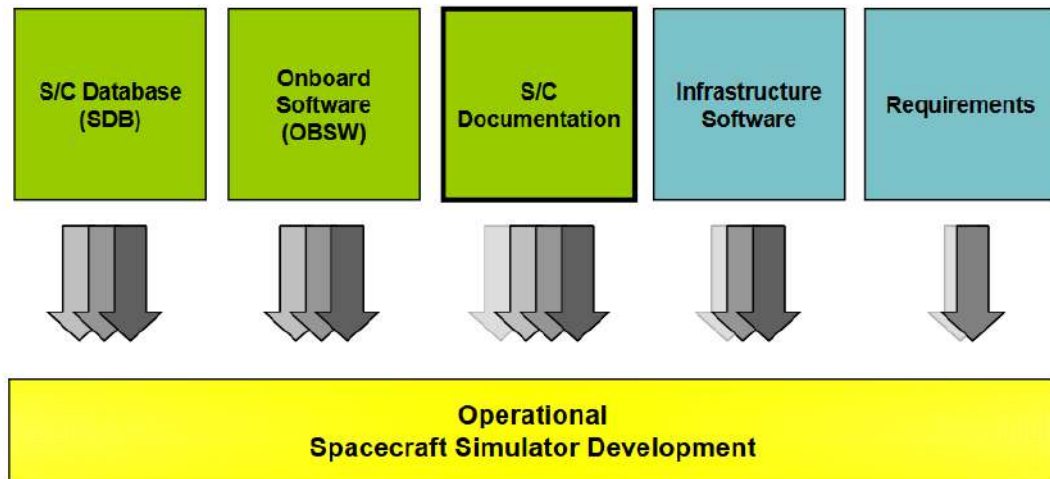 S/C Database
(SDB)
Onboard
Software
(OBSW)
S/C
Documentation
Infrastructure
Software
Requirements
Operational
Spacecraft Simulator Development